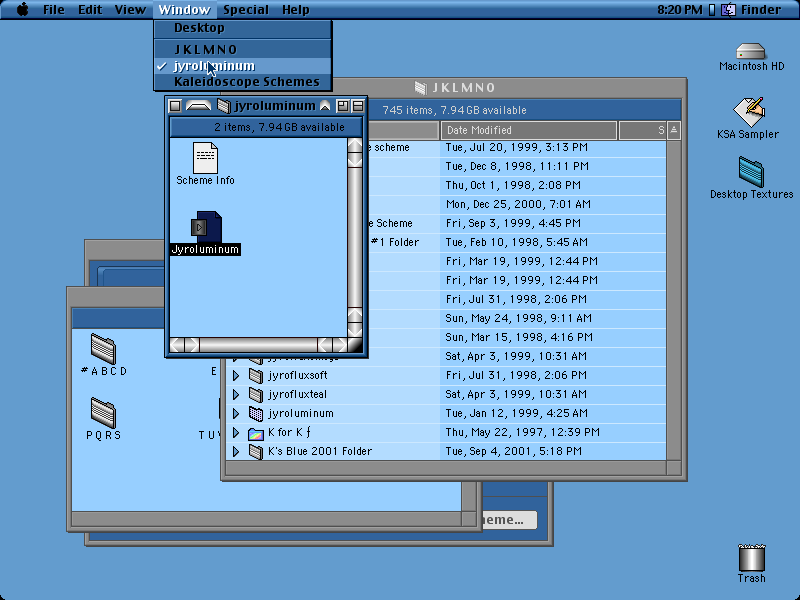 File Edit View Window Special Help 8:20 PM Finder
Desktop
JKLMNO
✓ jyroluminum
Kaleidoscope Schemes
Macintosh HD
KSA Sampler
Desktop Textures
Trash
jyroluminum
2 items, 7.94 GB available
Scheme Info
Jyroluminum
JKLMNO
745 items, 7.94 GB available
Date Modified S
scheme Tue, Jul 20, 1999, 3:13 PM
Tue, Dec 8, 1998, 11:11 PM
Thu, Oct 1, 1998, 2:08 PM
Mon, Dec 25, 2000, 7:01 AM
Scheme Fri, Sep 3, 1999, 4:45 PM
#1 Folder Tue, Feb 10, 1998, 5:45 AM
Fri, Mar 19, 1999, 12:44 PM
Fri, Mar 19, 1999, 12:44 PM
Fri, Jul 31, 1998, 2:06 PM
Sun, May 24, 1998, 9:11 AM
Sun, Mar 15, 1998, 4:16 PM
Sat, Apr 3, 1999, 10:31 AM
jyrofluxsoft Fri, Jul 31, 1998, 2:06 PM
jyrofluxteal Sat, Apr 3, 1999, 10:31 AM
jyroluminum Tue, Jan 12, 1999, 4:25 AM
K for K ƒ Thu, May 22, 1997, 12:39 PM
K's Blue 2001 Folder Tue, Sep 4, 2001, 5:18 PM
#ABCD E
PQRS TU
eme...